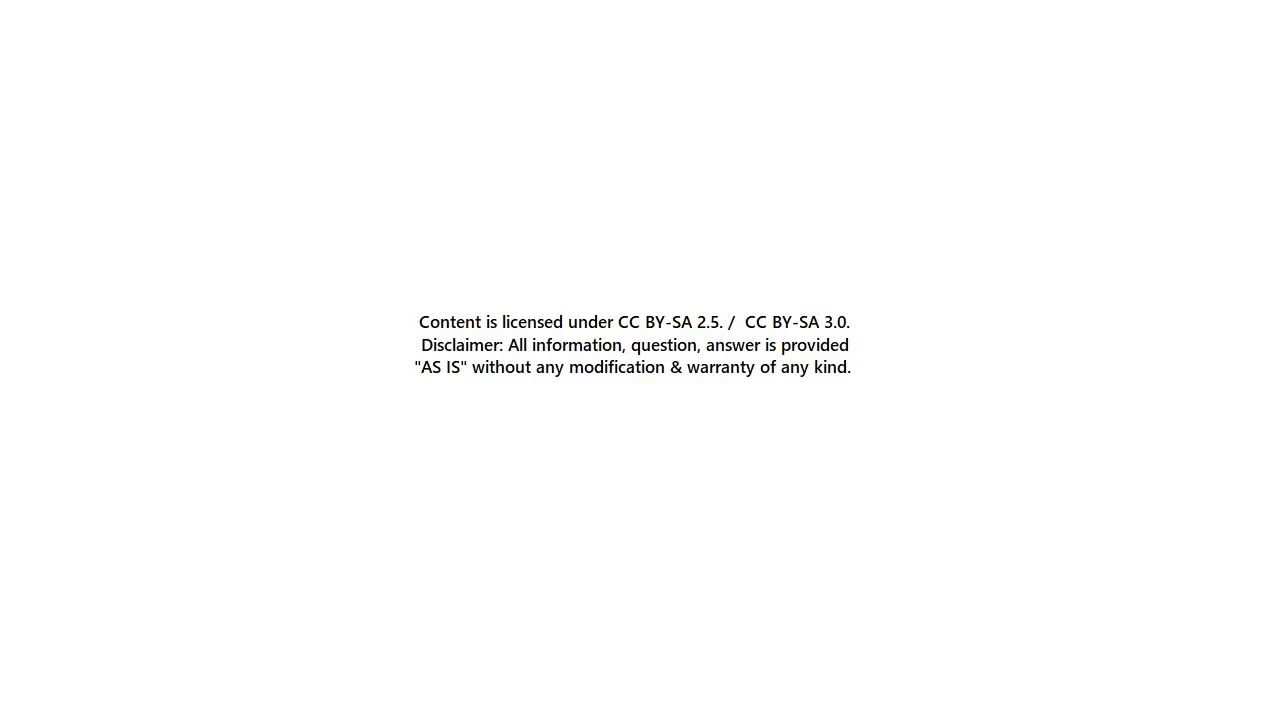 Content is licensed under CC BY-SA 2.5. /  CC BY-SA 3.0.
Disclaimer: All information, question, answer is provided
"AS IS" without any modification & warranty of any kind.